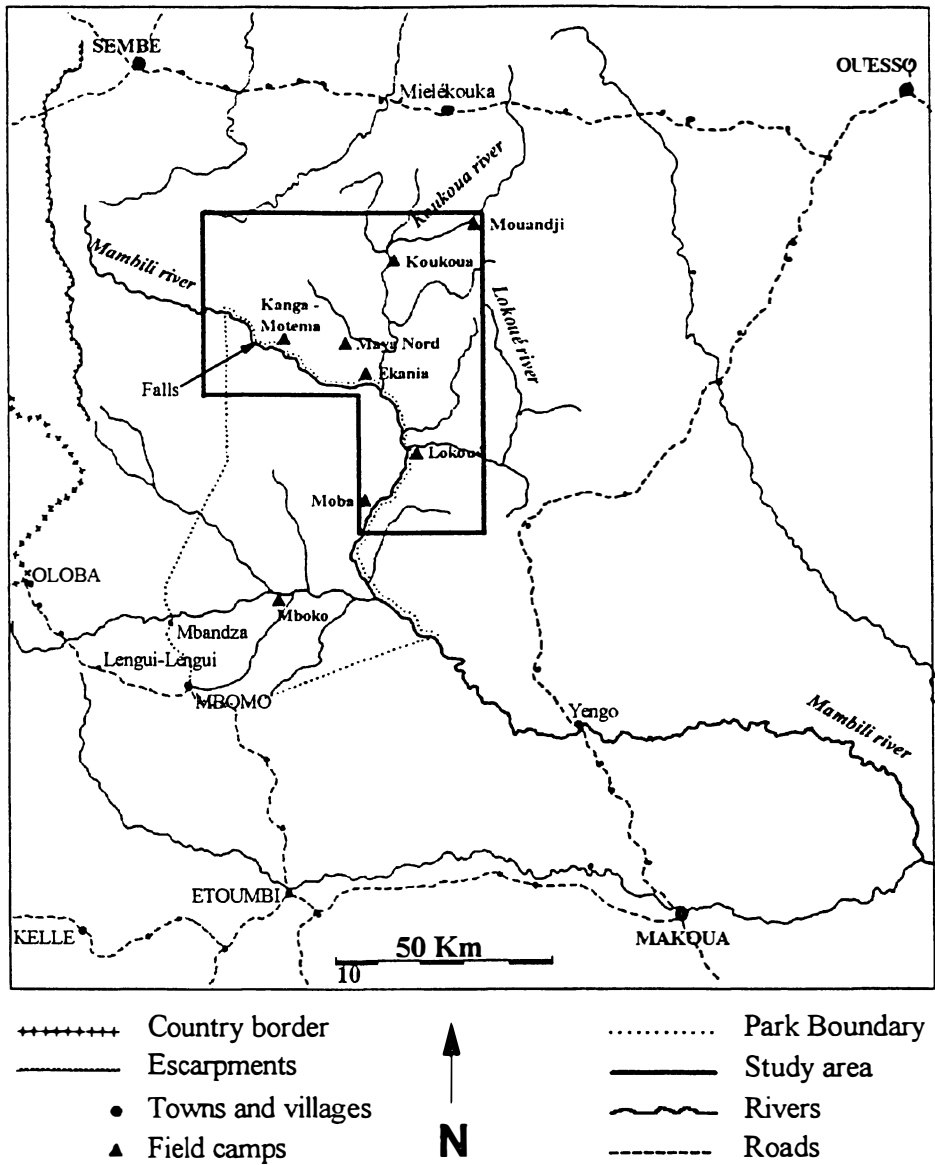 SEMBE
OUESSO
Mielékouka
Koukoua river
Mouandji
Mambili river
Koukoua
Lokoué river
Kanga -
Motema
Maya Nord
Ekania
Falls
Lokoué
Moba
OLOBA
Mboko
Mbandza
Lengui-Lengui
MBOMO
Yengo
Mambili river
ETOUMBI
KELLE
MAKOUA
50 Km
10
Country border
Escarpments
Towns and villages
Field camps
N
Park Boundary
Study area
Rivers
Roads